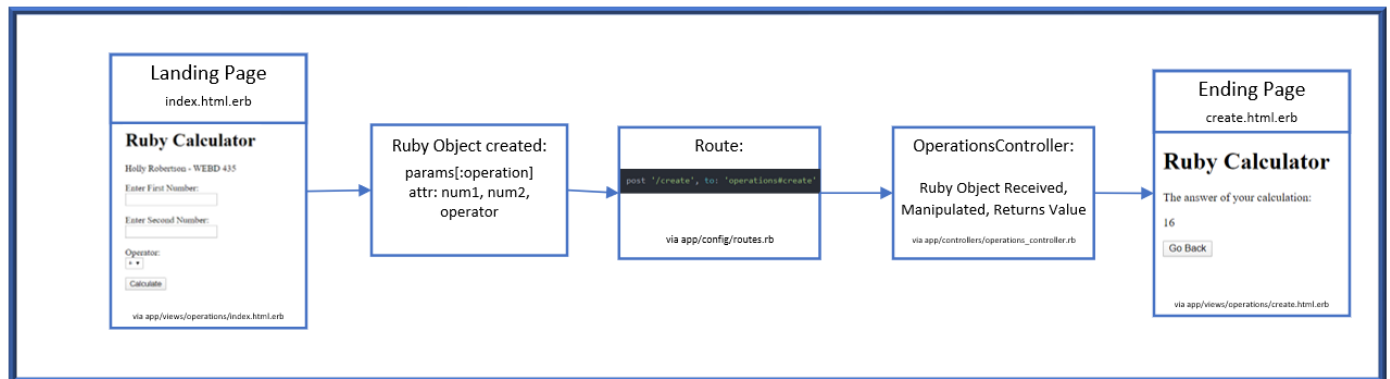 Landing Page
index.html.erb
Ruby Calculator
Holly Robertson - WEBD 435
Enter First Number:
Enter Second Number:
Operator:
Calculate
via app/views/operations/index.html.erb
Ruby Object created:
params[:operation]
attr: num1, num2,
operator
Route:
post '/create', to: 'operations#create'
via app/config/routes.rb
OperationsController:
Ruby Object Received,
Manipulated, Returns Value
via app/controllers/operations_controller.rb
Ending Page
create.html.erb
Ruby Calculator
The answer of your calculation:
16
Go Back
via app/views/operations/create.html.erb